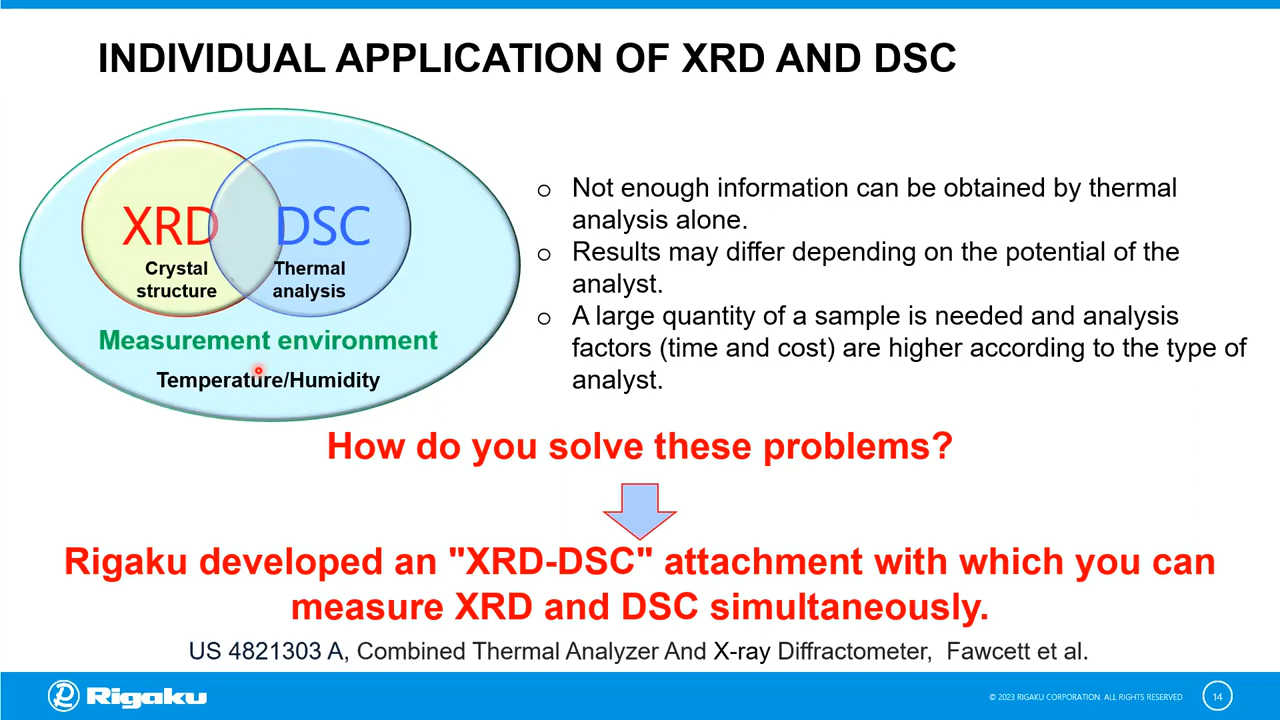 INDIVIDUAL APPLICATION OF XRD AND DSC
XRD
Crystal
structure
DSC
Thermal
analysis
Measurement environment
Temperature/Humidity
o Not enough information can be obtained by thermal
analysis alone.
o Results may differ depending on the potential of the
analyst.
o A large quantity of a sample is needed and analysis
factors (time and cost) are higher according to the type of
analyst.
How do you solve these problems?
Rigaku developed an "XRD-DSC" attachment with which you can
measure XRD and DSC simultaneously.
US 4821303 A, Combined Thermal Analyzer And X-ray Diffractometer, Fawcett et al.
Rigaku
© 2023 RIGAKU CORPORATION. ALL RIGHTS RESERVED
14